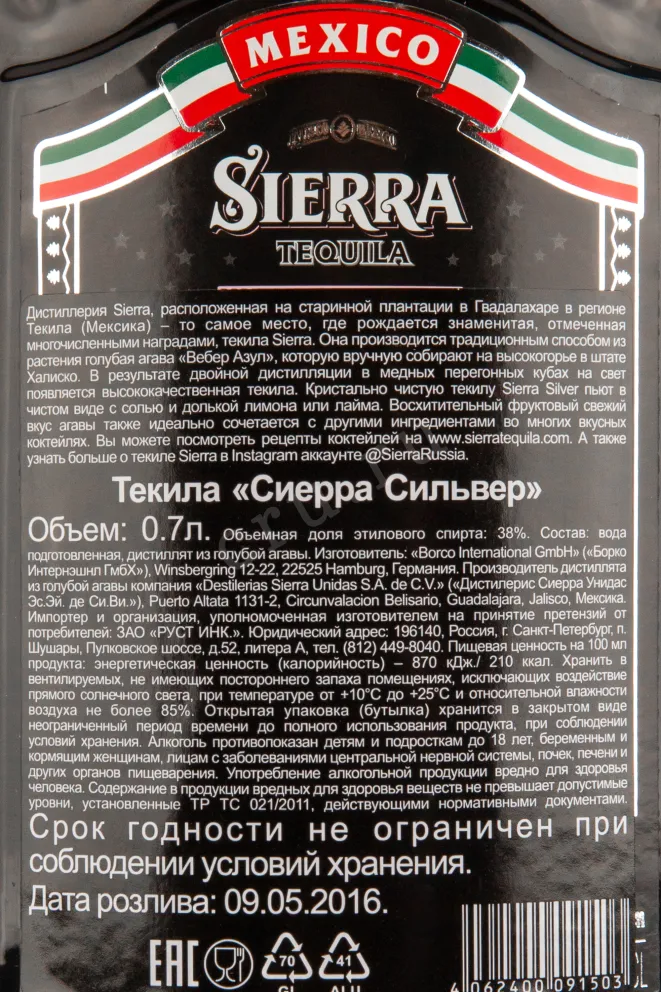 MEXICO
SIERRA
TEQUILA
Дистиллерия Sierra, расположенная на старинной плантации в Гвадалахаре в регионе
Текила (Мексика) – то самое место, где рождается знаменитая, отмеченная
многочисленными наградами, текила Sierra. Она производится традиционным способом из
растения голубая агава «Вебер Азул», которую вручную собирают на высокогорье в штате
Халиско. В результате двойной дистилляции в медных перегонных кубах на свет
появляется высококачественная текила. Кристально чистую текилу Sierra Silver пьют в
чистом виде с солью и долькой лимона или лайма. Восхитительный фруктовый свежий
вкус агавы также идеально сочетается с другими ингредиентами во многих вкусных
коктейлях. Вы можете посмотреть рецепты коктейлей на www.sierratequila.com. А также
узнать больше о текиле Sierra в Instagram аккаунте @SierraRussia.
Текила «Сиерра Сильвер»
Объем: 0.7л. Объемная доля этилового спирта: 38%. Состав: вода
подготовленная, дистиллят из голубой агавы. Изготовитель: «Borco International GmbH» («Борко
Интернэшнл ГмбХ»), Winsbergring 12-22, 22525 Hamburg, Германия. Производитель дистиллята
из голубой агавы компания «Destilerias Sierra Unidas S.A. de C.V.» («Дистилерис Сиерра Унидас
Эс.Эй. де Си.Ви.»), Puerto Altata 1131-2, Circunvalacion Belisario, Guadalajara, Jalisco, Мексика.
Импортер и организация, уполномоченная изготовителем на принятие претензий от
потребителей: ЗАО «РУСТ ИНК.». Юридический адрес: 196140, Россия, г. Санкт-Петербург, п.
Шушары, Пулковское шоссе, д.52, литера А, тел. (812) 449-8040. Пищевая ценность на 100 мл
продукта: энергетическая ценность (калорийность) – 870 кДж./ 210 ккал. Хранить в
вентилируемых, не имеющих постороннего запаха помещениях, исключающих воздействие
прямого солнечного света, при температуре от +10°С до +25°С и относительной влажности
воздуха не более 85%. Открытая упаковка (бутылка) хранится в закрытом виде
неограниченный период времени до полного использования продукта, при соблюдении
условий хранения. Алкоголь противопоказан детям и подросткам до 18 лет, беременным и
кормящим женщинам, лицам с заболеваниями центральной нервной системы, почек, печени и
других органов пищеварения. Употребление алкогольной продукции вредно для здоровья
человека. Содержание в продукции вредных для здоровья веществ не превышает допустимые
уровни, установленные ТР ТС 021/2011, действующими нормативными документами.
Срок годности не ограничен при
соблюдении условий хранения.
Дата розлива: 09.05.2016.
EAC
70
41
GL
ALU
4 062400 091503